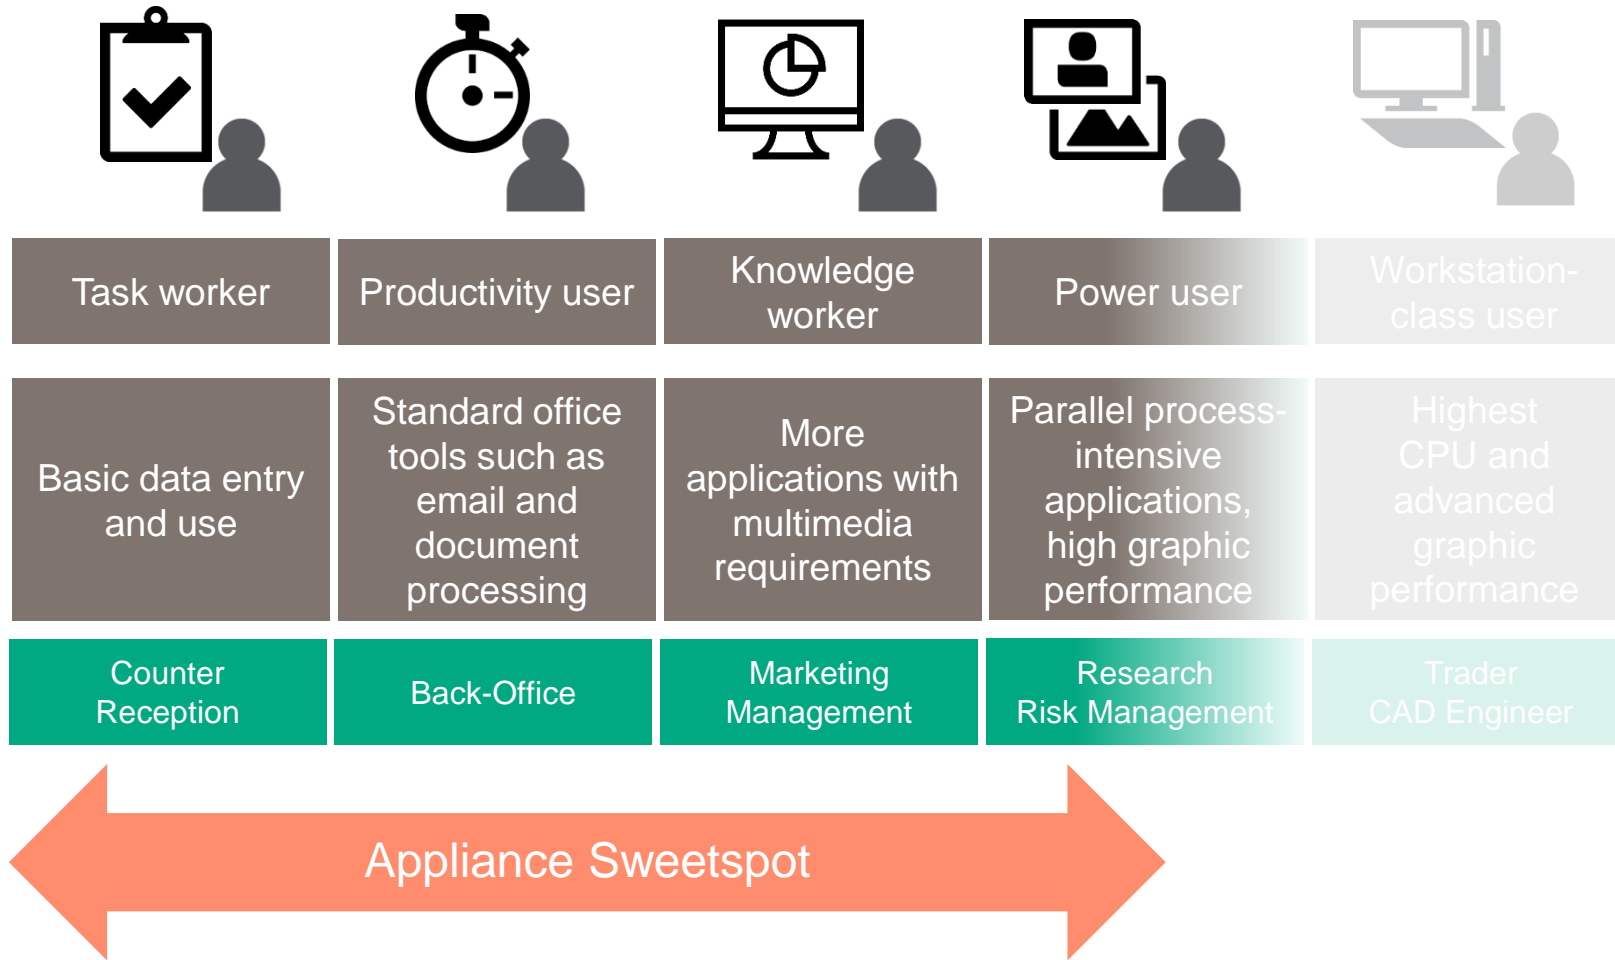 Task worker
Productivity user
Knowledge
worker
Power user
Workstation-
class user
Basic data entry
and use
Standard office
tools such as
email and
document
processing
More
applications with
multimedia
requirements
Parallel process-
intensive
applications,
high graphic
performance
Highest
CPU and
advanced
graphic
performance
Counter
Reception
Back-Office
Marketing
Management
Research
Risk Management
Trader
CAD Engineer
Appliance Sweetspot